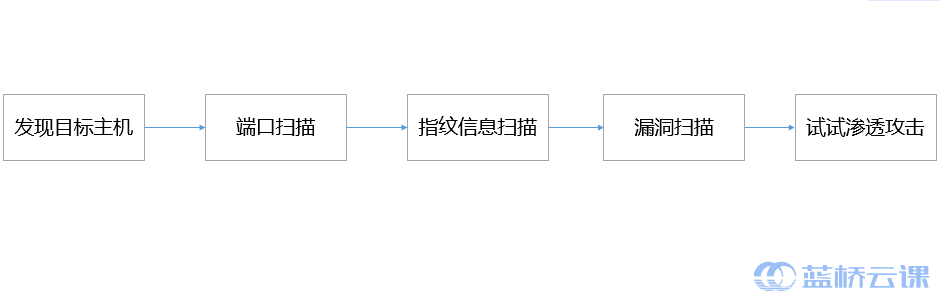 发现目标主机
端口扫描
指纹信息扫描
漏洞扫描
试试渗透攻击
蓝桥云课